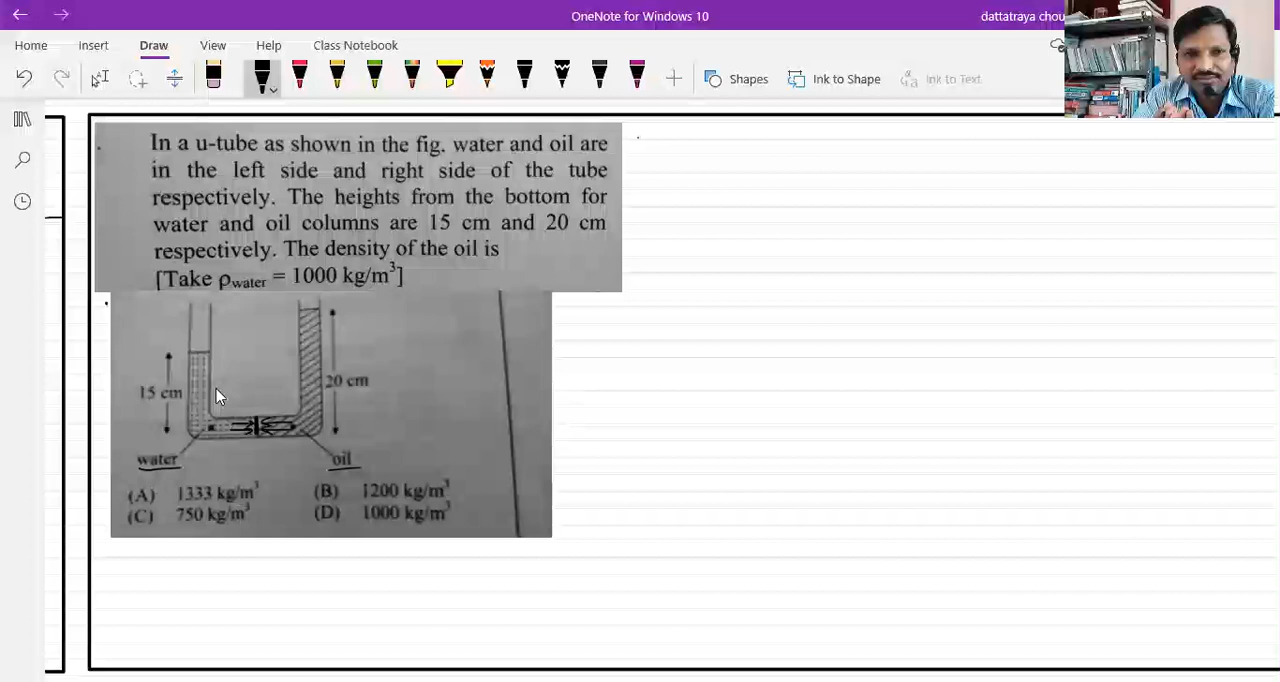 OneNote for Windows 10
dattatraya chou
Home Insert Draw View Help Class Notebook
Shapes Ink to Shape Ink to Text
In a u-tube as shown in the fig. water and oil are
in the left side and right side of the tube
respectively. The heights from the bottom for
water and oil columns are 15 cm and 20 cm
respectively. The density of the oil is
[Take ρwater = 1000 kg/m³]
15 cm
20 cm
water
oil
(A) 1333 kg/m³ (B) 1200 kg/m³
(C) 750 kg/m³ (D) 1000 kg/m³